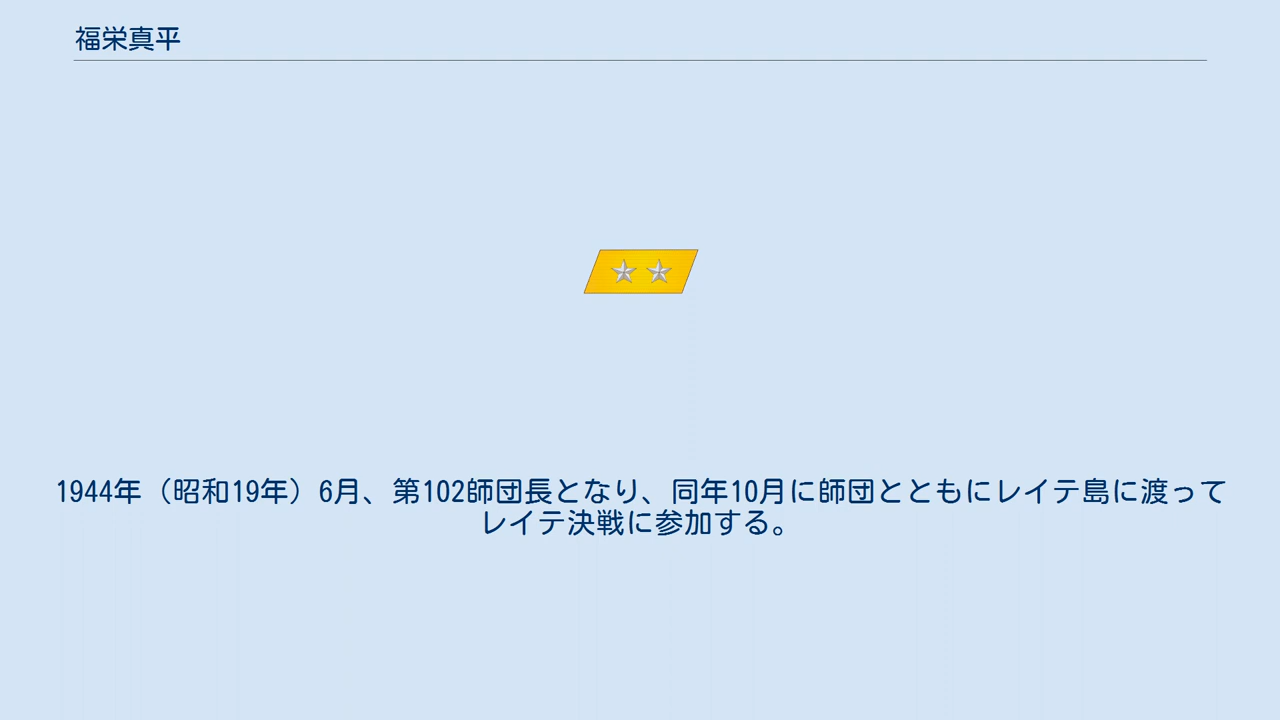 福栄真平
1944年（昭和19年）6月、第102師団長となり、同年10月に師団とともにレイテ島に渡って
レイテ決戦に参加する。